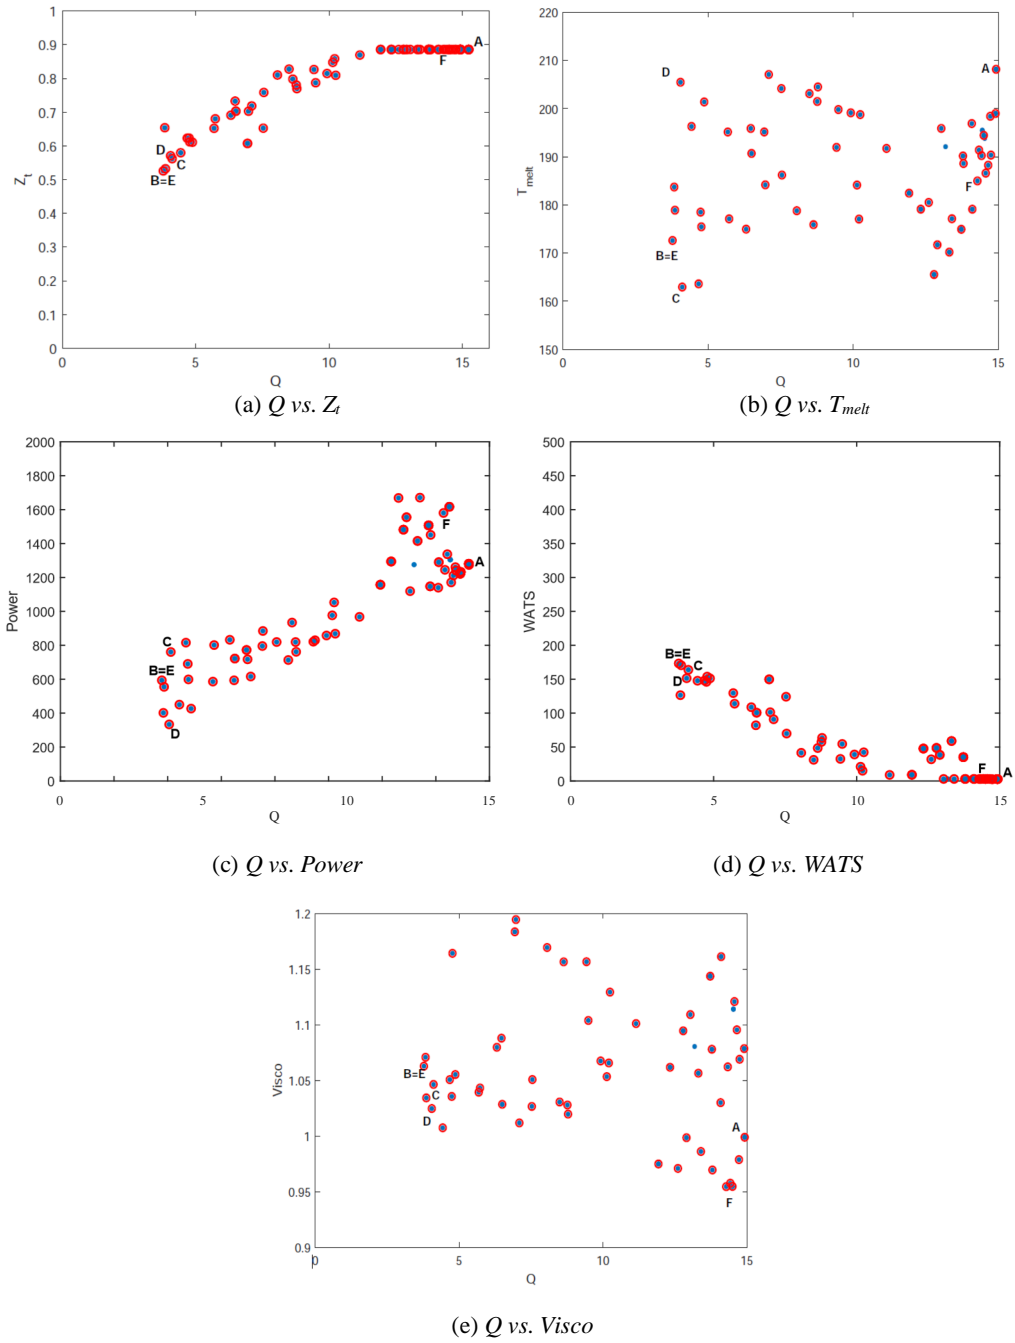 1
0.9
0.8
0.7
0.6
0.5
0.4
0.3
0.2
0.1
0
Z_t
A
F
D
C
B=E
0 5 10 15
Q
(a) Q vs. Z_t
220
210
200
190
180
170
160
150
T_melt
D
A
F
B=E
C
0 5 10 15
Q
(b) Q vs. T_melt
2000
1800
1600
1400
1200
1000
800
600
400
200
0
Power
F
A
C
B=E
D
0 5 10 15
Q
(c) Q vs. Power
500
450
400
350
300
250
200
150
100
50
0
WATS
B=E
C
D
F
A
0 5 10 15
Q
(d) Q vs. WATS
1.2
1.15
1.1
1.05
1
0.95
0.9
Visco
B=E
C
D
A
F
0 5 10 15
Q
(e) Q vs. Visco